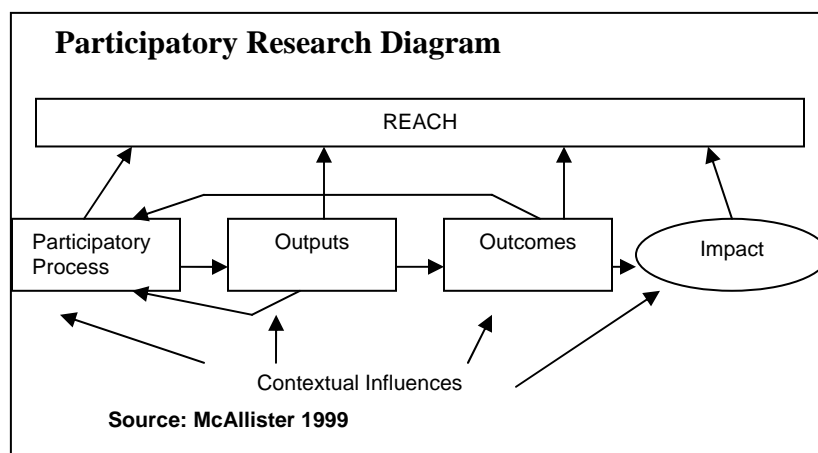 Participatory Research Diagram
REACH
Participatory
Process
Outputs
Outcomes
Impact
Contextual Influences
Source: McAllister 1999